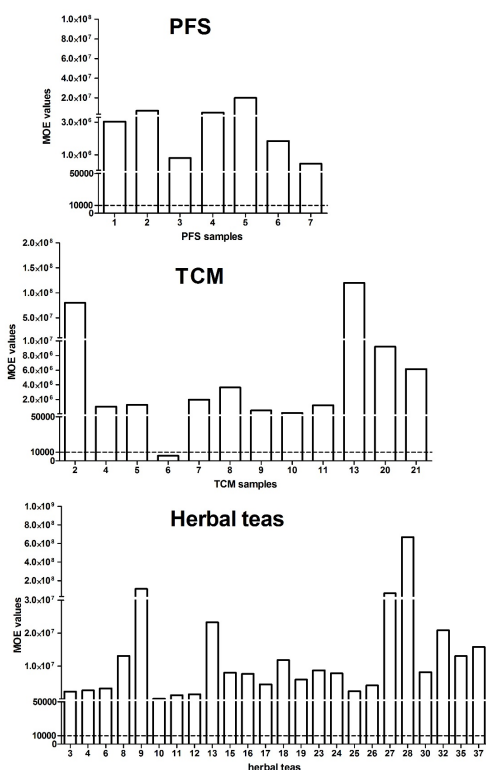 PFS
MOE values
1.0×10⁸
8.0×10⁷
6.0×10⁷
4.0×10⁷
2.0×10⁷
3.0×10⁶
1.0×10⁶
50000
10000
0
1 2 3 4 5 6 7
PFS samples
TCM
MOE values
2.0×10⁸
1.5×10⁸
1.0×10⁸
5.0×10⁷
1.0×10⁷
8.0×10⁶
6.0×10⁶
4.0×10⁶
2.0×10⁶
50000
10000
0
2 4 5 6 7 8 9 10 11 13 20 21
TCM samples
Herbal teas
MOE values
1.0×10⁹
8.0×10⁸
6.0×10⁸
4.0×10⁸
2.0×10⁸
3.0×10⁷
2.0×10⁷
1.0×10⁷
50000
10000
0
3 4 6 8 9 10 11 12 13 15 16 17 18 19 23 24 25 26 27 28 30 32 35 37
herbal teas